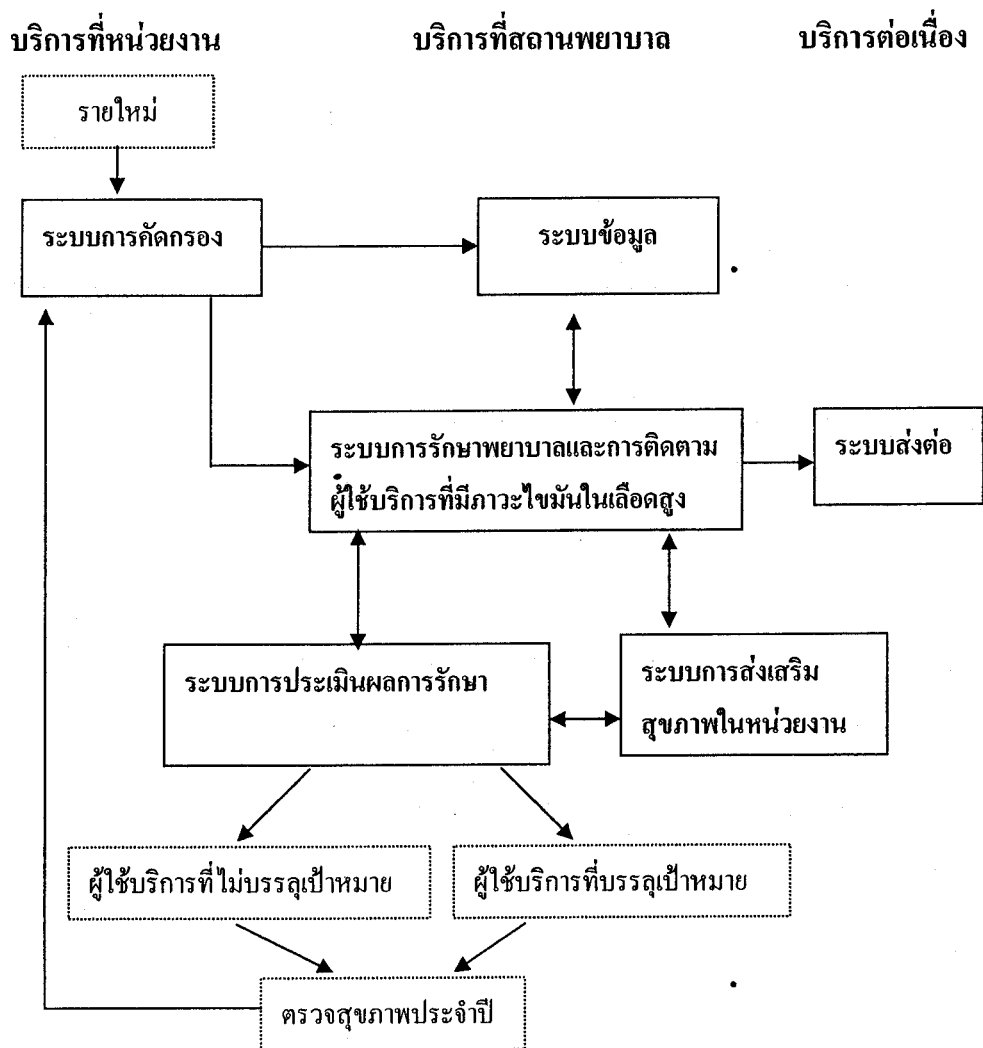 บริการที่หน่วยงาน บริการที่สถานพยาบาล บริการต่อเนื่อง
รายใหม่
ระบบการคัดกรอง ระบบข้อมูล
ระบบการรักษาพยาบาลและการติดตาม
ผู้ใช้บริการที่มีภาวะไขมันในเลือดสูง
ระบบส่งต่อ
ระบบการประเมินผลการรักษา
ระบบการส่งเสริม
สุขภาพในหน่วยงาน
ผู้ใช้บริการที่ไม่บรรลุเป้าหมาย ผู้ใช้บริการที่บรรลุเป้าหมาย
ตรวจสุขภาพประจำปี